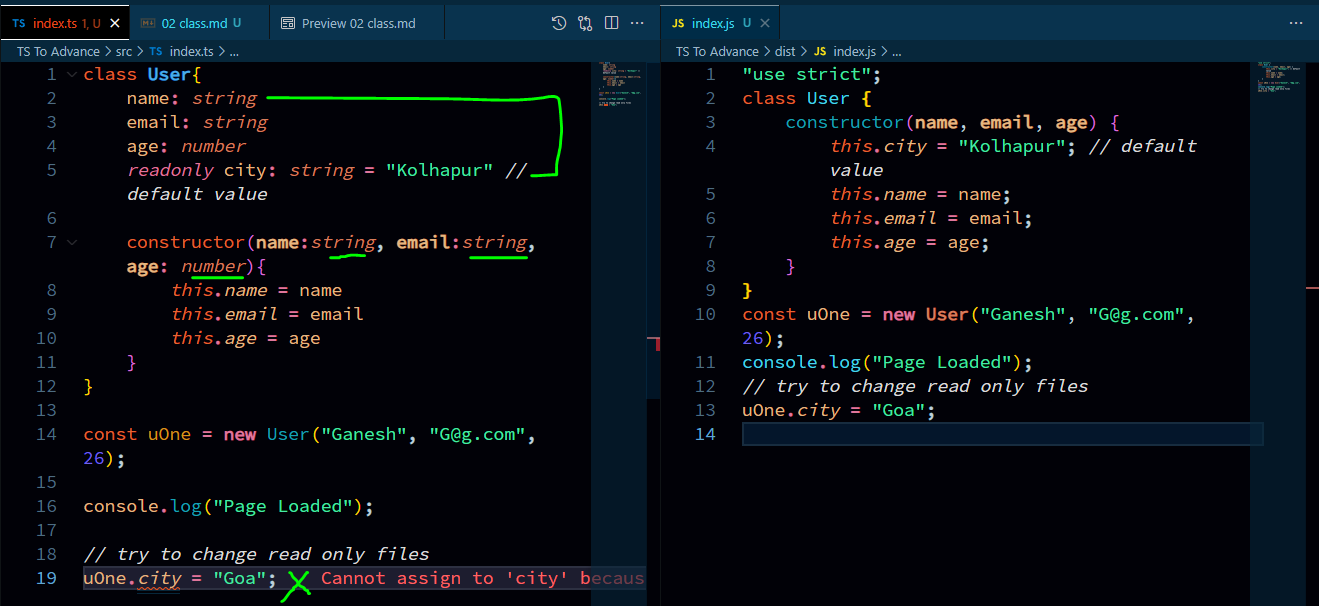 TS index.ts 1, U ✕
02 class.md U
Preview 02 class.md
···
TS To Advance > src > TS index.ts > ...
1 class User{
2 name: string
3 email: string
4 age: number
5 readonly city: string = "Kolhapur" //
default value
6
7 constructor(name:string, email:string,
age: number){
8 this.name = name
9 this.email = email
10 this.age = age
11 }
12 }
13
14 const uOne = new User("Ganesh", "G@g.com",
26);
15
16 console.log("Page Loaded");
17
18 // try to change read only files
19 uOne.city = "Goa"; X Cannot assign to 'city' becaus
JS index.js U ✕
···
TS To Advance > dist > JS index.js > ...
1 "use strict";
2 class User {
3 constructor(name, email, age) {
4 this.city = "Kolhapur"; // default
value
5 this.name = name;
6 this.email = email;
7 this.age = age;
8 }
9 }
10 const uOne = new User("Ganesh", "G@g.com",
26);
11 console.log("Page Loaded");
12 // try to change read only files
13 uOne.city = "Goa";
14